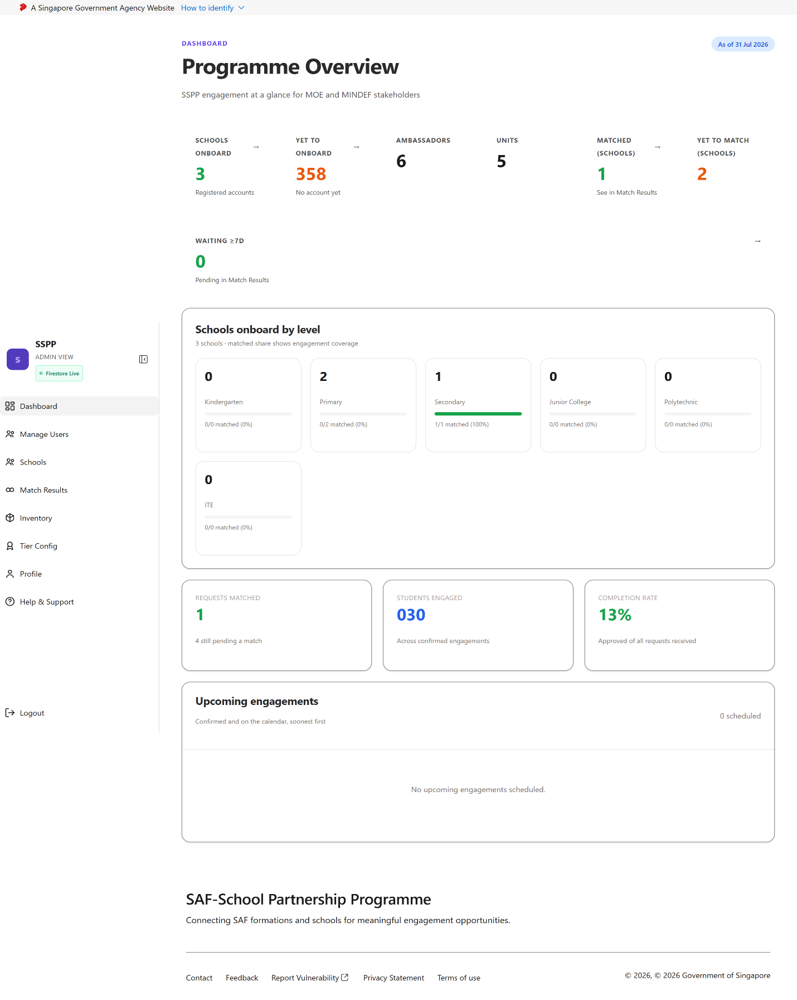 A Singapore Government Agency Website How to identify
DASHBOARD
As of 31 Jul 2026
Programme Overview
SSPP engagement at a glance for MOE and MINDEF stakeholders
SCHOOLS ONBOARD →
3
Registered accounts
YET TO ONBOARD →
358
No account yet
AMBASSADORS
6
UNITS
5
MATCHED (SCHOOLS) →
1
See in Match Results
YET TO MATCH (SCHOOLS)
2
WAITING ≥7D →
0
Pending in Match Results
S
SSPP
ADMIN VIEW
Firestore Live
Dashboard
Manage Users
Schools
Match Results
Inventory
Tier Config
Profile
Help & Support
Logout
Schools onboard by level
3 schools · matched share shows engagement coverage
0
Kindergarten
0/0 matched (0%)
2
Primary
0/2 matched (0%)
1
Secondary
1/1 matched (100%)
0
Junior College
0/0 matched (0%)
0
Polytechnic
0/0 matched (0%)
0
ITE
0/0 matched (0%)
REQUESTS MATCHED
1
4 still pending a match
STUDENTS ENGAGED
030
Across confirmed engagements
COMPLETION RATE
13%
Approved of all requests received
Upcoming engagements
Confirmed and on the calendar, soonest first
0 scheduled
No upcoming engagements scheduled.
SAF-School Partnership Programme
Connecting SAF formations and schools for meaningful engagement opportunities.
Contact Feedback Report Vulnerability Privacy Statement Terms of use
© 2026, © 2026 Government of Singapore